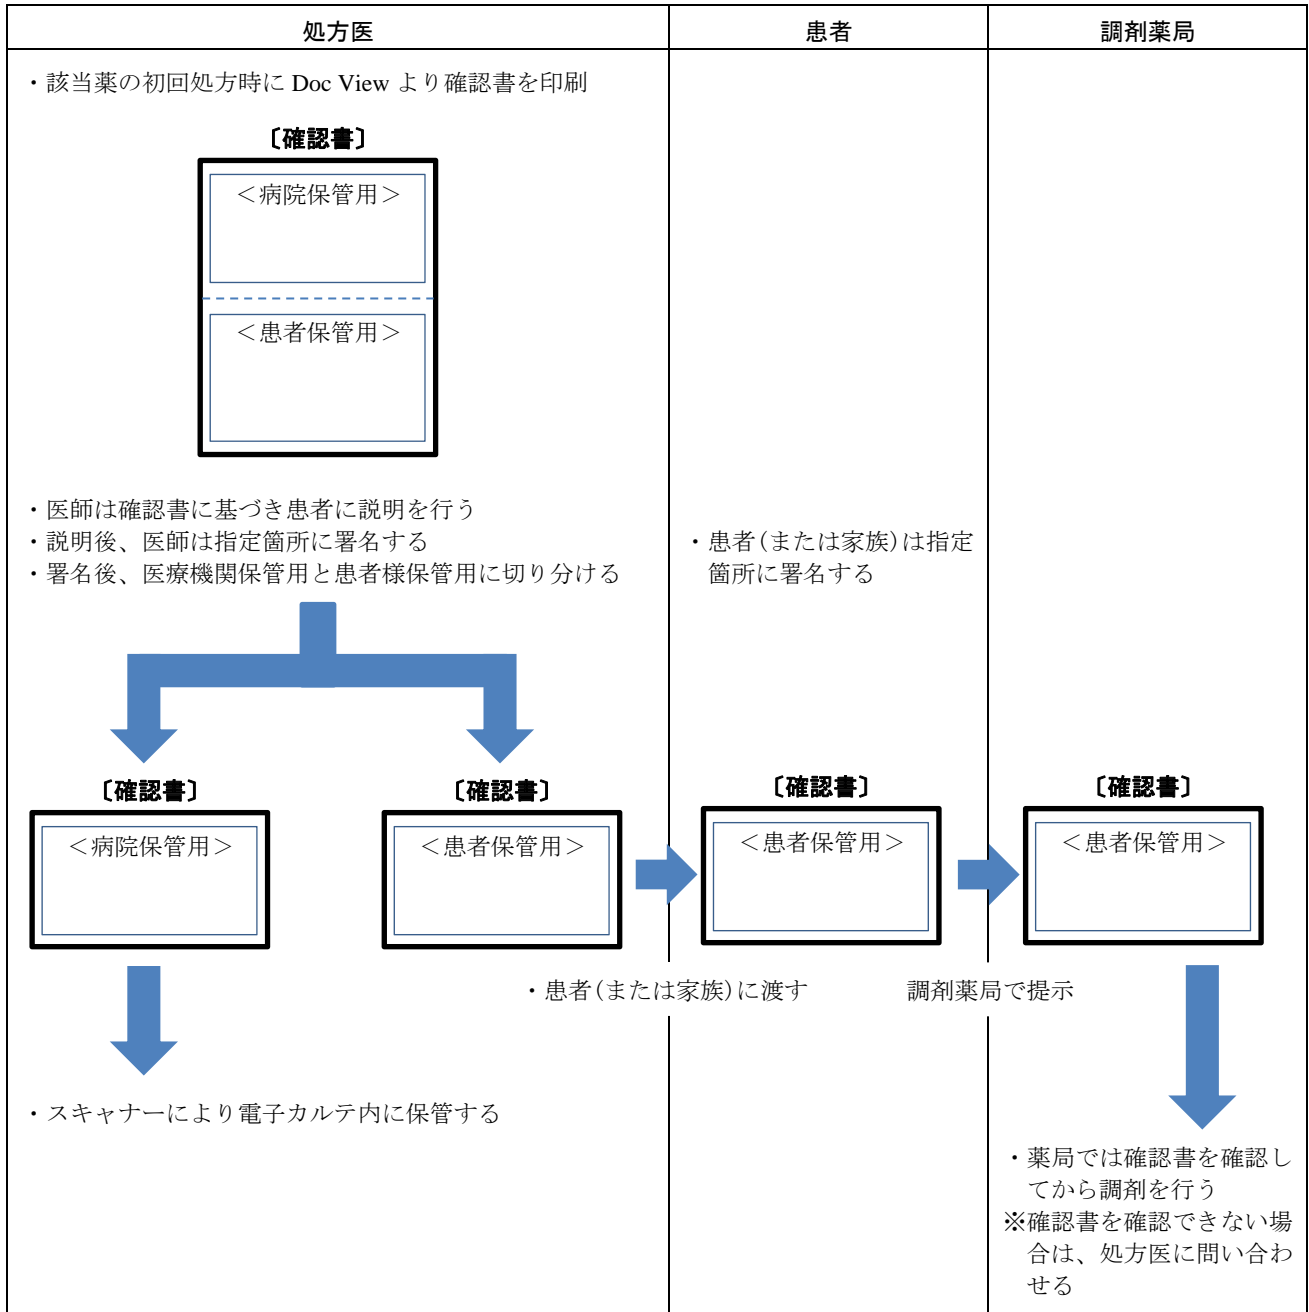 処方医
患者
調剤薬局
・該当薬の初回処方時に Doc View より確認書を印刷
〔確認書〕
＜病院保管用＞
＜患者保管用＞
・医師は確認書に基づき患者に説明を行う
・説明後、医師は指定箇所に署名する
・署名後、医療機関保管用と患者様保管用に切り分ける
・患者(または家族)は指定
箇所に署名する
〔確認書〕
＜病院保管用＞
〔確認書〕
＜患者保管用＞
〔確認書〕
＜患者保管用＞
〔確認書〕
＜患者保管用＞
・患者(または家族)に渡す
調剤薬局で提示
・スキャナーにより電子カルテ内に保管する
・薬局では確認書を確認し
てから調剤を行う
※確認書を確認できない場
合は、処方医に問い合わ
せる